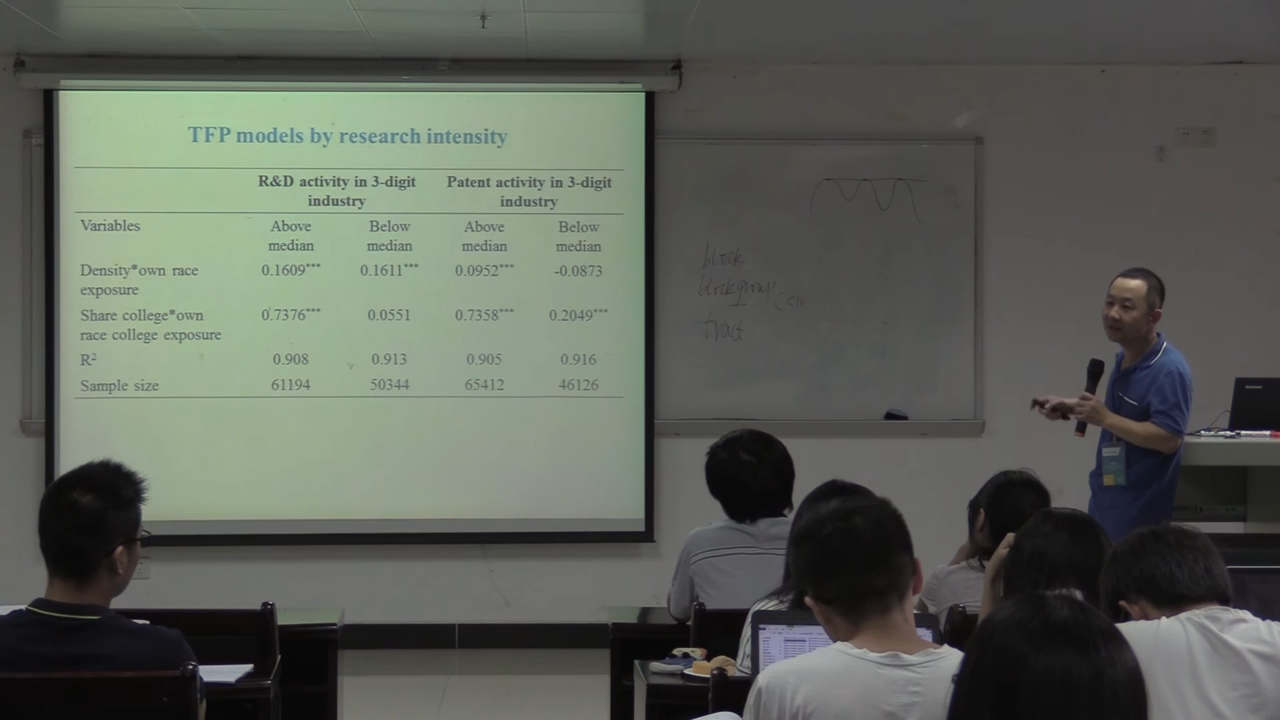 TFP models by research intensity
R&D activity in 3-digit industry Patent activity in 3-digit industry
Variables Above median Below median Above median Below median
Density*own race exposure 0.1609*** 0.1611*** 0.0952*** -0.0873
Share college*own race college exposure 0.7376*** 0.0551 0.7358*** 0.2049***
R² 0.908 0.913 0.905 0.916
Sample size 61194 50344 65412 46126
block
block group
tract